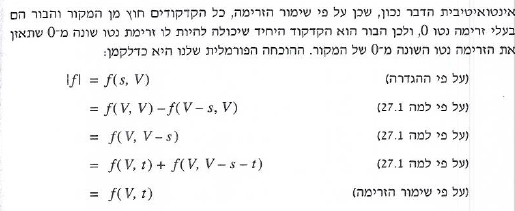 אינטואיטיבית הדבר נכון, שכן על פי שימור הזרימה, כל הקדקודים חוץ מן המקור והבור הם
בעלי זרימה נטו 0, ולכן הבור הוא הקדקוד היחיד שיכולה להיות לו זרימת נטו שונה מ־0 שתאזן
את הזרימה נטו השונה מ־0 של המקור. ההוכחה הפורמלית שלנו היא כדלקמן:
|f| = f(s, V) (על פי ההגדרה)
= f(V, V) – f(V – s, V) (על פי למה 27.1)
= f(V, V – s) (על פי למה 27.1)
= f(V, t) + f(V, V – s – t) (על פי למה 27.1)
= f(V, t) (על פי שימור הזרימה)